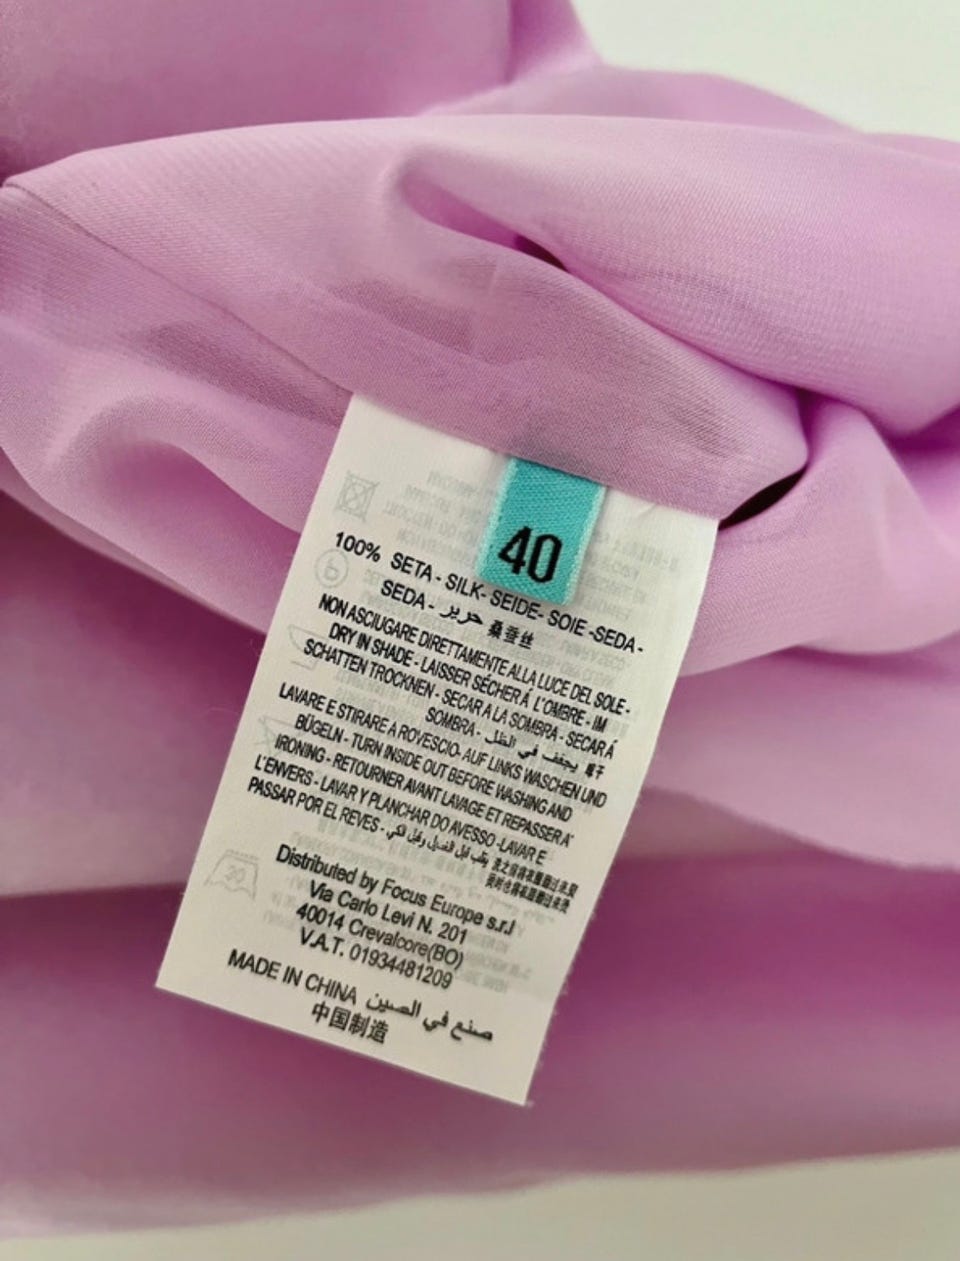 40
100% SETA - SILK- SEIDE- SOIE -SEDA -
SEDA - حرير 桑蚕丝
NON ASCIUGARE DIRETTAMENTE ALLA LUCE DEL SOLE -
DRY IN SHADE - LAISSER SÉCHER Á L'OMBRE - IM
SCHATTEN TROCKNEN - SECAR A LA SOMBRA - SECAR Á
SOMBRA - يجفف في الظل
LAVARE E STIRARE A ROVESCIO- AUF LINKS WASCHEN UND
BÜGELN - TURN INSIDE OUT BEFORE WASHING AND
IRONING - RETOURNER AVANT LAVAGE ET REPASSER A'
L'ENVERS - LAVAR Y PLANCHAR DO AVESSO -LAVAR E
PASSAR POR EL REVES -
Distributed by Focus Europe s.r.l
Via Carlo Levi N. 201
40014 Crevalcore(BO)
V.A.T. 01934481209
MADE IN CHINA صنع في الصين
中国制造